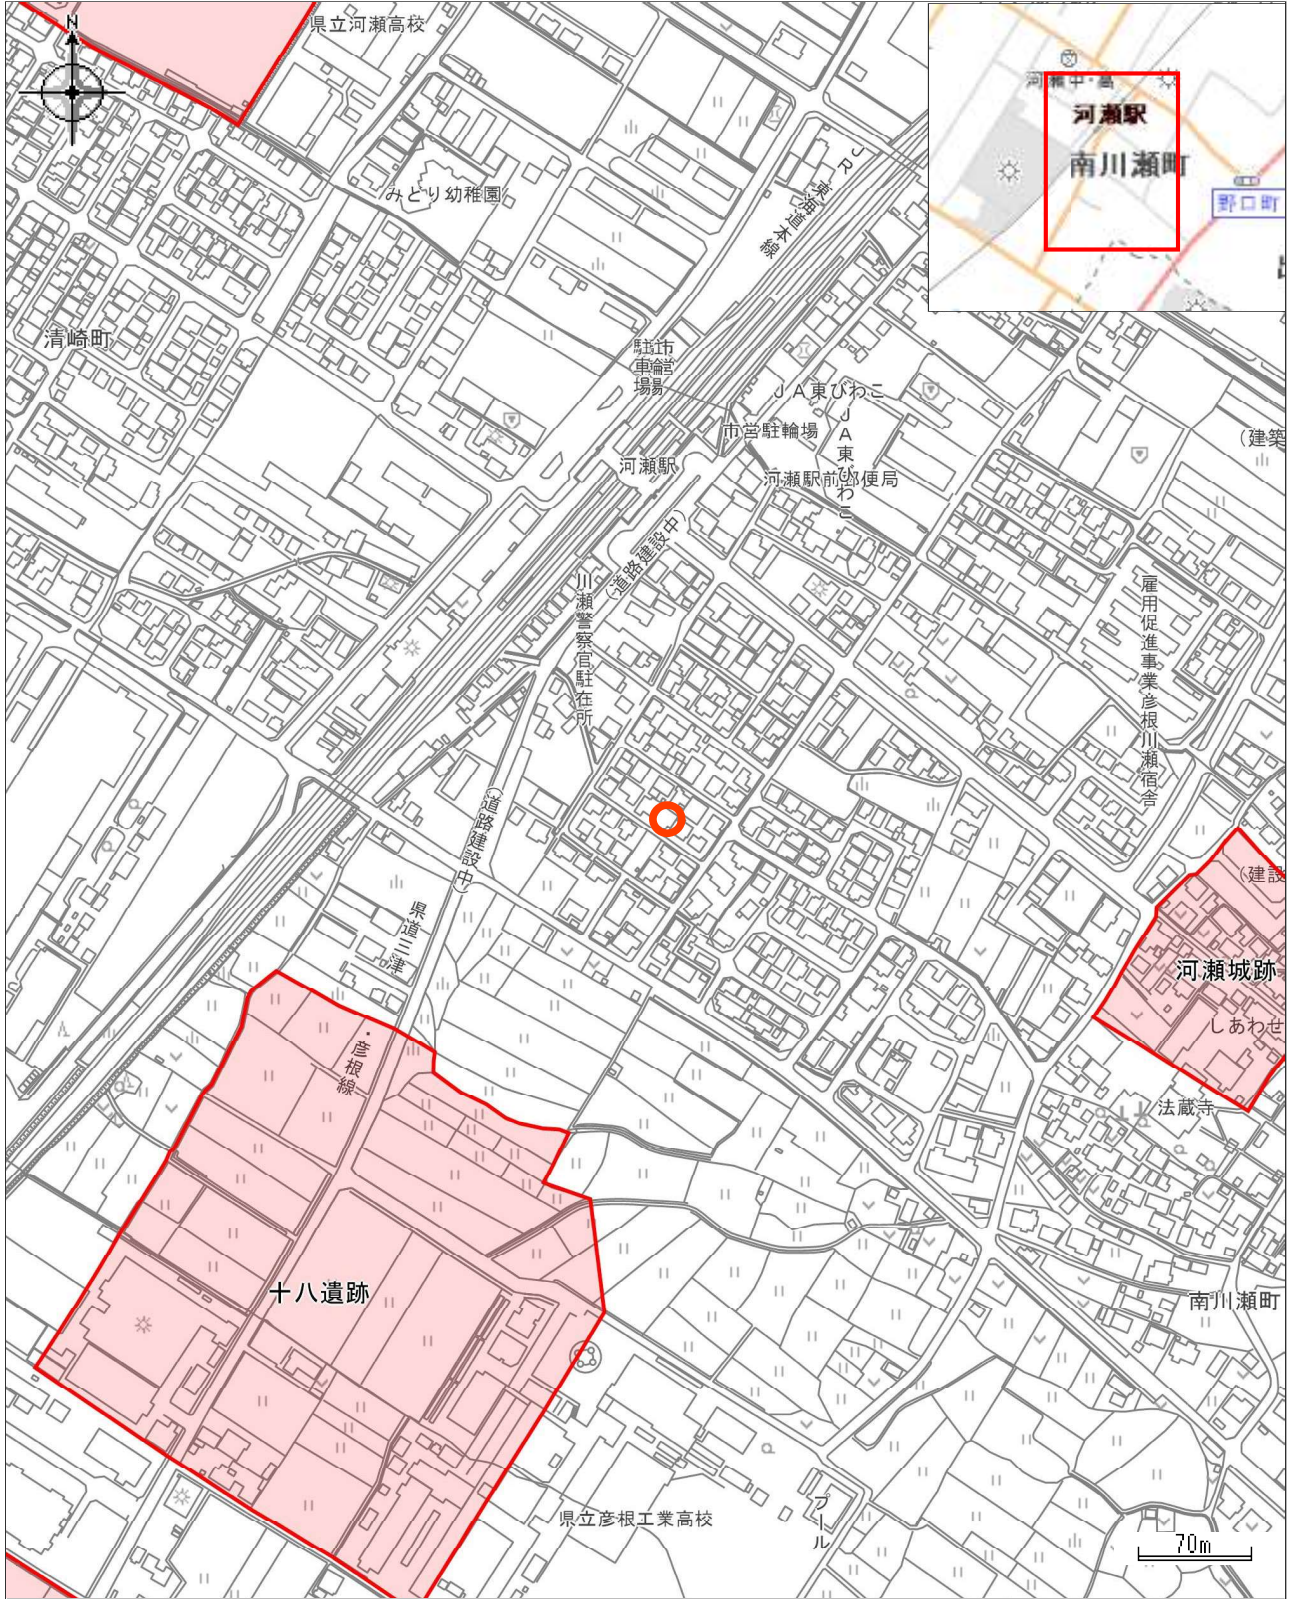 N
県立河瀬高校
河瀬中・高
河瀬駅
南川瀬町
野口町
JR東海道本線
みとり幼稚園
清崎町
市営
駐輪場
駐車場
JA東びわこ
市営駐輪場
JA東びわこ
(建築
河瀬駅
河瀬駅前郵便局
(道路建設中)
川瀬警察官駐在所
雇用促進事業彦根川瀬宿舎
(道路建設中)
(建設
県道三津
河瀬城跡
しあわせ
・彦根線
法蔵寺
十八遺跡
南川瀬町
県立彦根工業高校
プール
70m